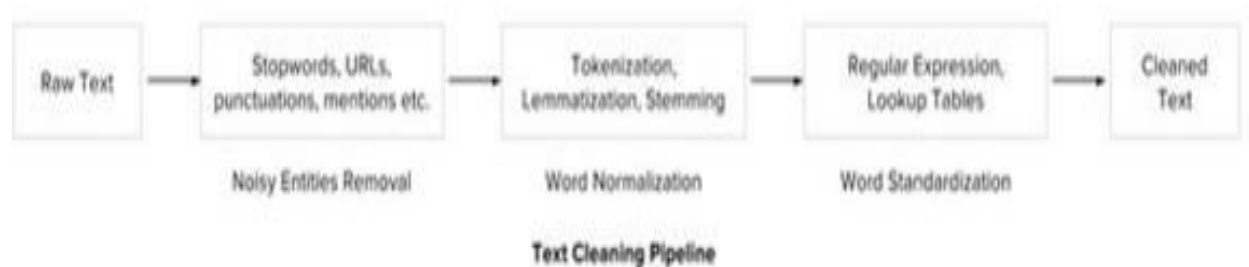 Raw Text
Stopwords, URLs,
punctuations, mentions etc.
Tokenization,
Lemmatization, Stemming
Regular Expression,
Lookup Tables
Cleaned
Text
Noisy Entities Removal
Word Normalization
Word Standardization
Text Cleaning Pipeline